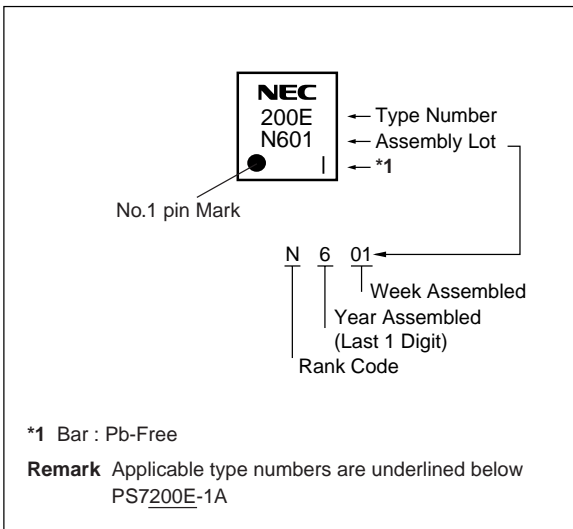 NEC
200E
N601
|
Type Number
Assembly Lot
*1
No.1 pin Mark
N 6 01
Week Assembled
Year Assembled
(Last 1 Digit)
Rank Code
*1 Bar : Pb-Free
Remark Applicable type numbers are underlined below
PS7200E-1A